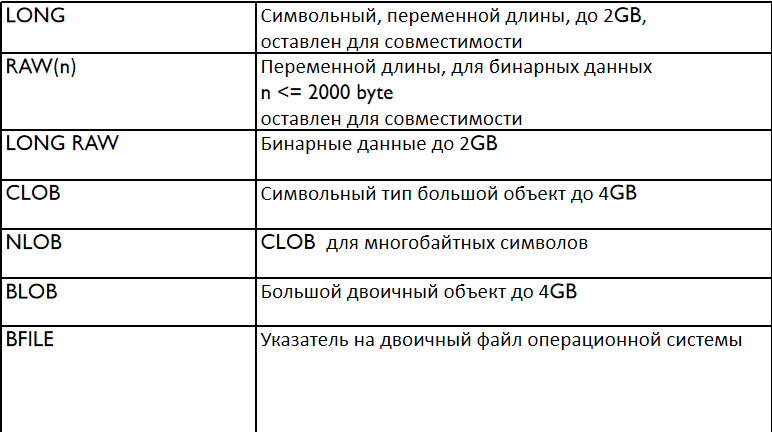 LONG
Символьный, переменной длины, до 2GB,
оставлен для совместимости
RAW(n)
Переменной длины, для бинарных данных
n <= 2000 byte
оставлен для совместимости
LONG RAW
Бинарные данные до 2GB
CLOB
Символьный тип большой объект до 4GB
NLOB
CLOB для многобайтных символов
BLOB
Большой двоичный объект до 4GB
BFILE
Указатель на двоичный файл операционной системы